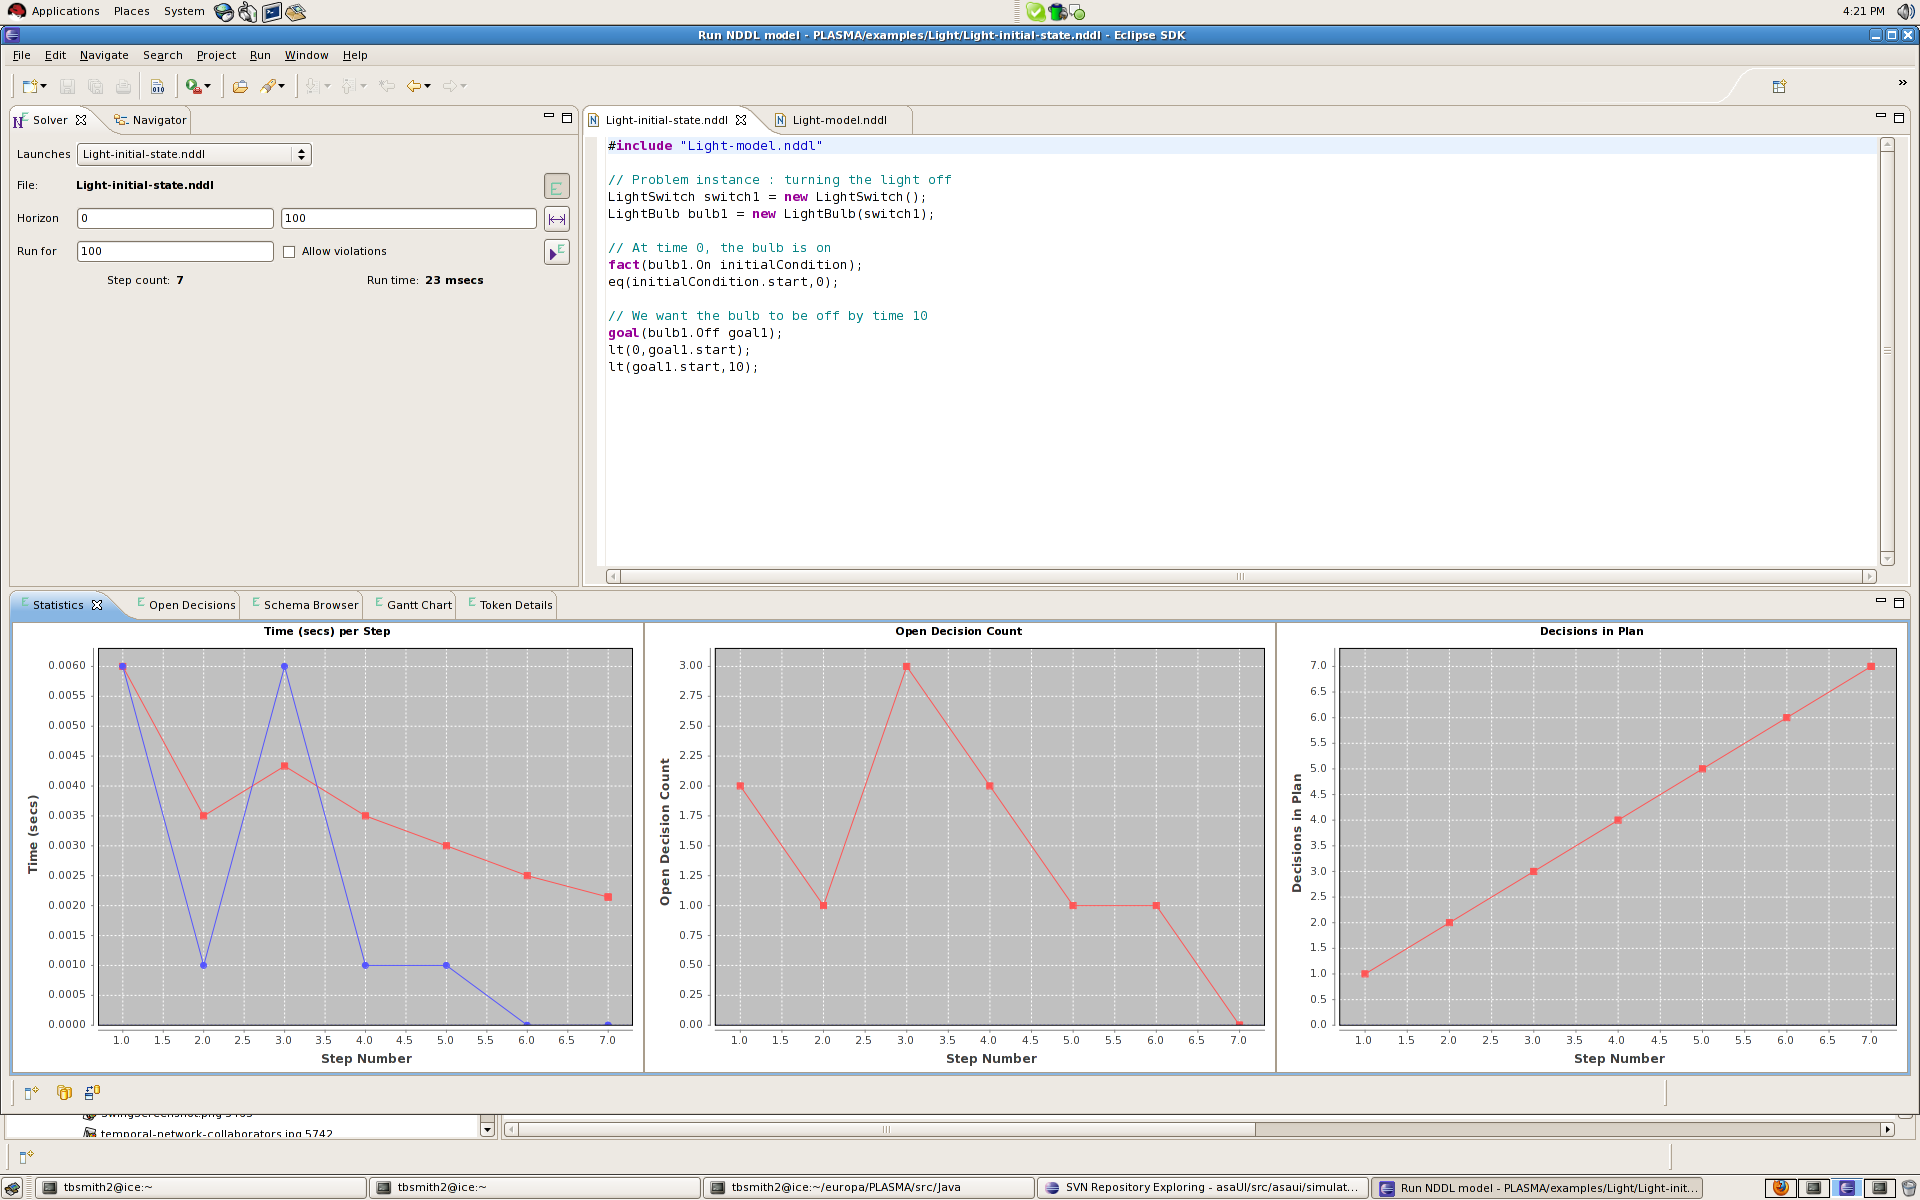 Applications Places System 4:21 PM
Run NDDL model - PLASMA/examples/Light/Light-initial-state.nddl - Eclipse SDK
File Edit Navigate Search Project Run Window Help
010 »
Solver Navigator
Launches Light-initial-state.nddl
File: Light-initial-state.nddl
Horizon 0 100
Run for 100 Allow violations
Step count: 7 Run time: 23 msecs
Light-initial-state.nddl Light-model.nddl
#include "Light-model.nddl"
// Problem instance : turning the light off
LightSwitch switch1 = new LightSwitch();
LightBulb bulb1 = new LightBulb(switch1);
// At time 0, the bulb is on
fact(bulb1.On initialCondition);
eq(initialCondition.start,0);
// We want the bulb to be off by time 10
goal(bulb1.Off goal1);
lt(0,goal1.start);
lt(goal1.start,10);
Statistics Open Decisions Schema Browser Gantt Chart Token Details
Time (secs) per Step
Time (secs)
0.0060
0.0055
0.0050
0.0045
0.0040
0.0035
0.0030
0.0025
0.0020
0.0015
0.0010
0.0005
0.0000
1.0 1.5 2.0 2.5 3.0 3.5 4.0 4.5 5.0 5.5 6.0 6.5 7.0
Step Number
Open Decision Count
Open Decision Count
3.00
2.75
2.50
2.25
2.00
1.75
1.50
1.25
1.00
0.75
0.50
0.25
0.00
1.0 1.5 2.0 2.5 3.0 3.5 4.0 4.5 5.0 5.5 6.0 6.5 7.0
Step Number
Decisions in Plan
Decisions in Plan
7.0
6.5
6.0
5.5
5.0
4.5
4.0
3.5
3.0
2.5
2.0
1.5
1.0
0.5
0.0
1.0 1.5 2.0 2.5 3.0 3.5 4.0 4.5 5.0 5.5 6.0 6.5 7.0
Step Number
temporal-network-collaborators.jpg 5742
tbsmith2@ice:~ tbsmith2@ice:~ tbsmith2@ice:~/europa/PLASMA/src/Java SVN Repository Exploring - asaUI/src/asaui/simulat... Run NDDL model - PLASMA/examples/Light/Light-init...